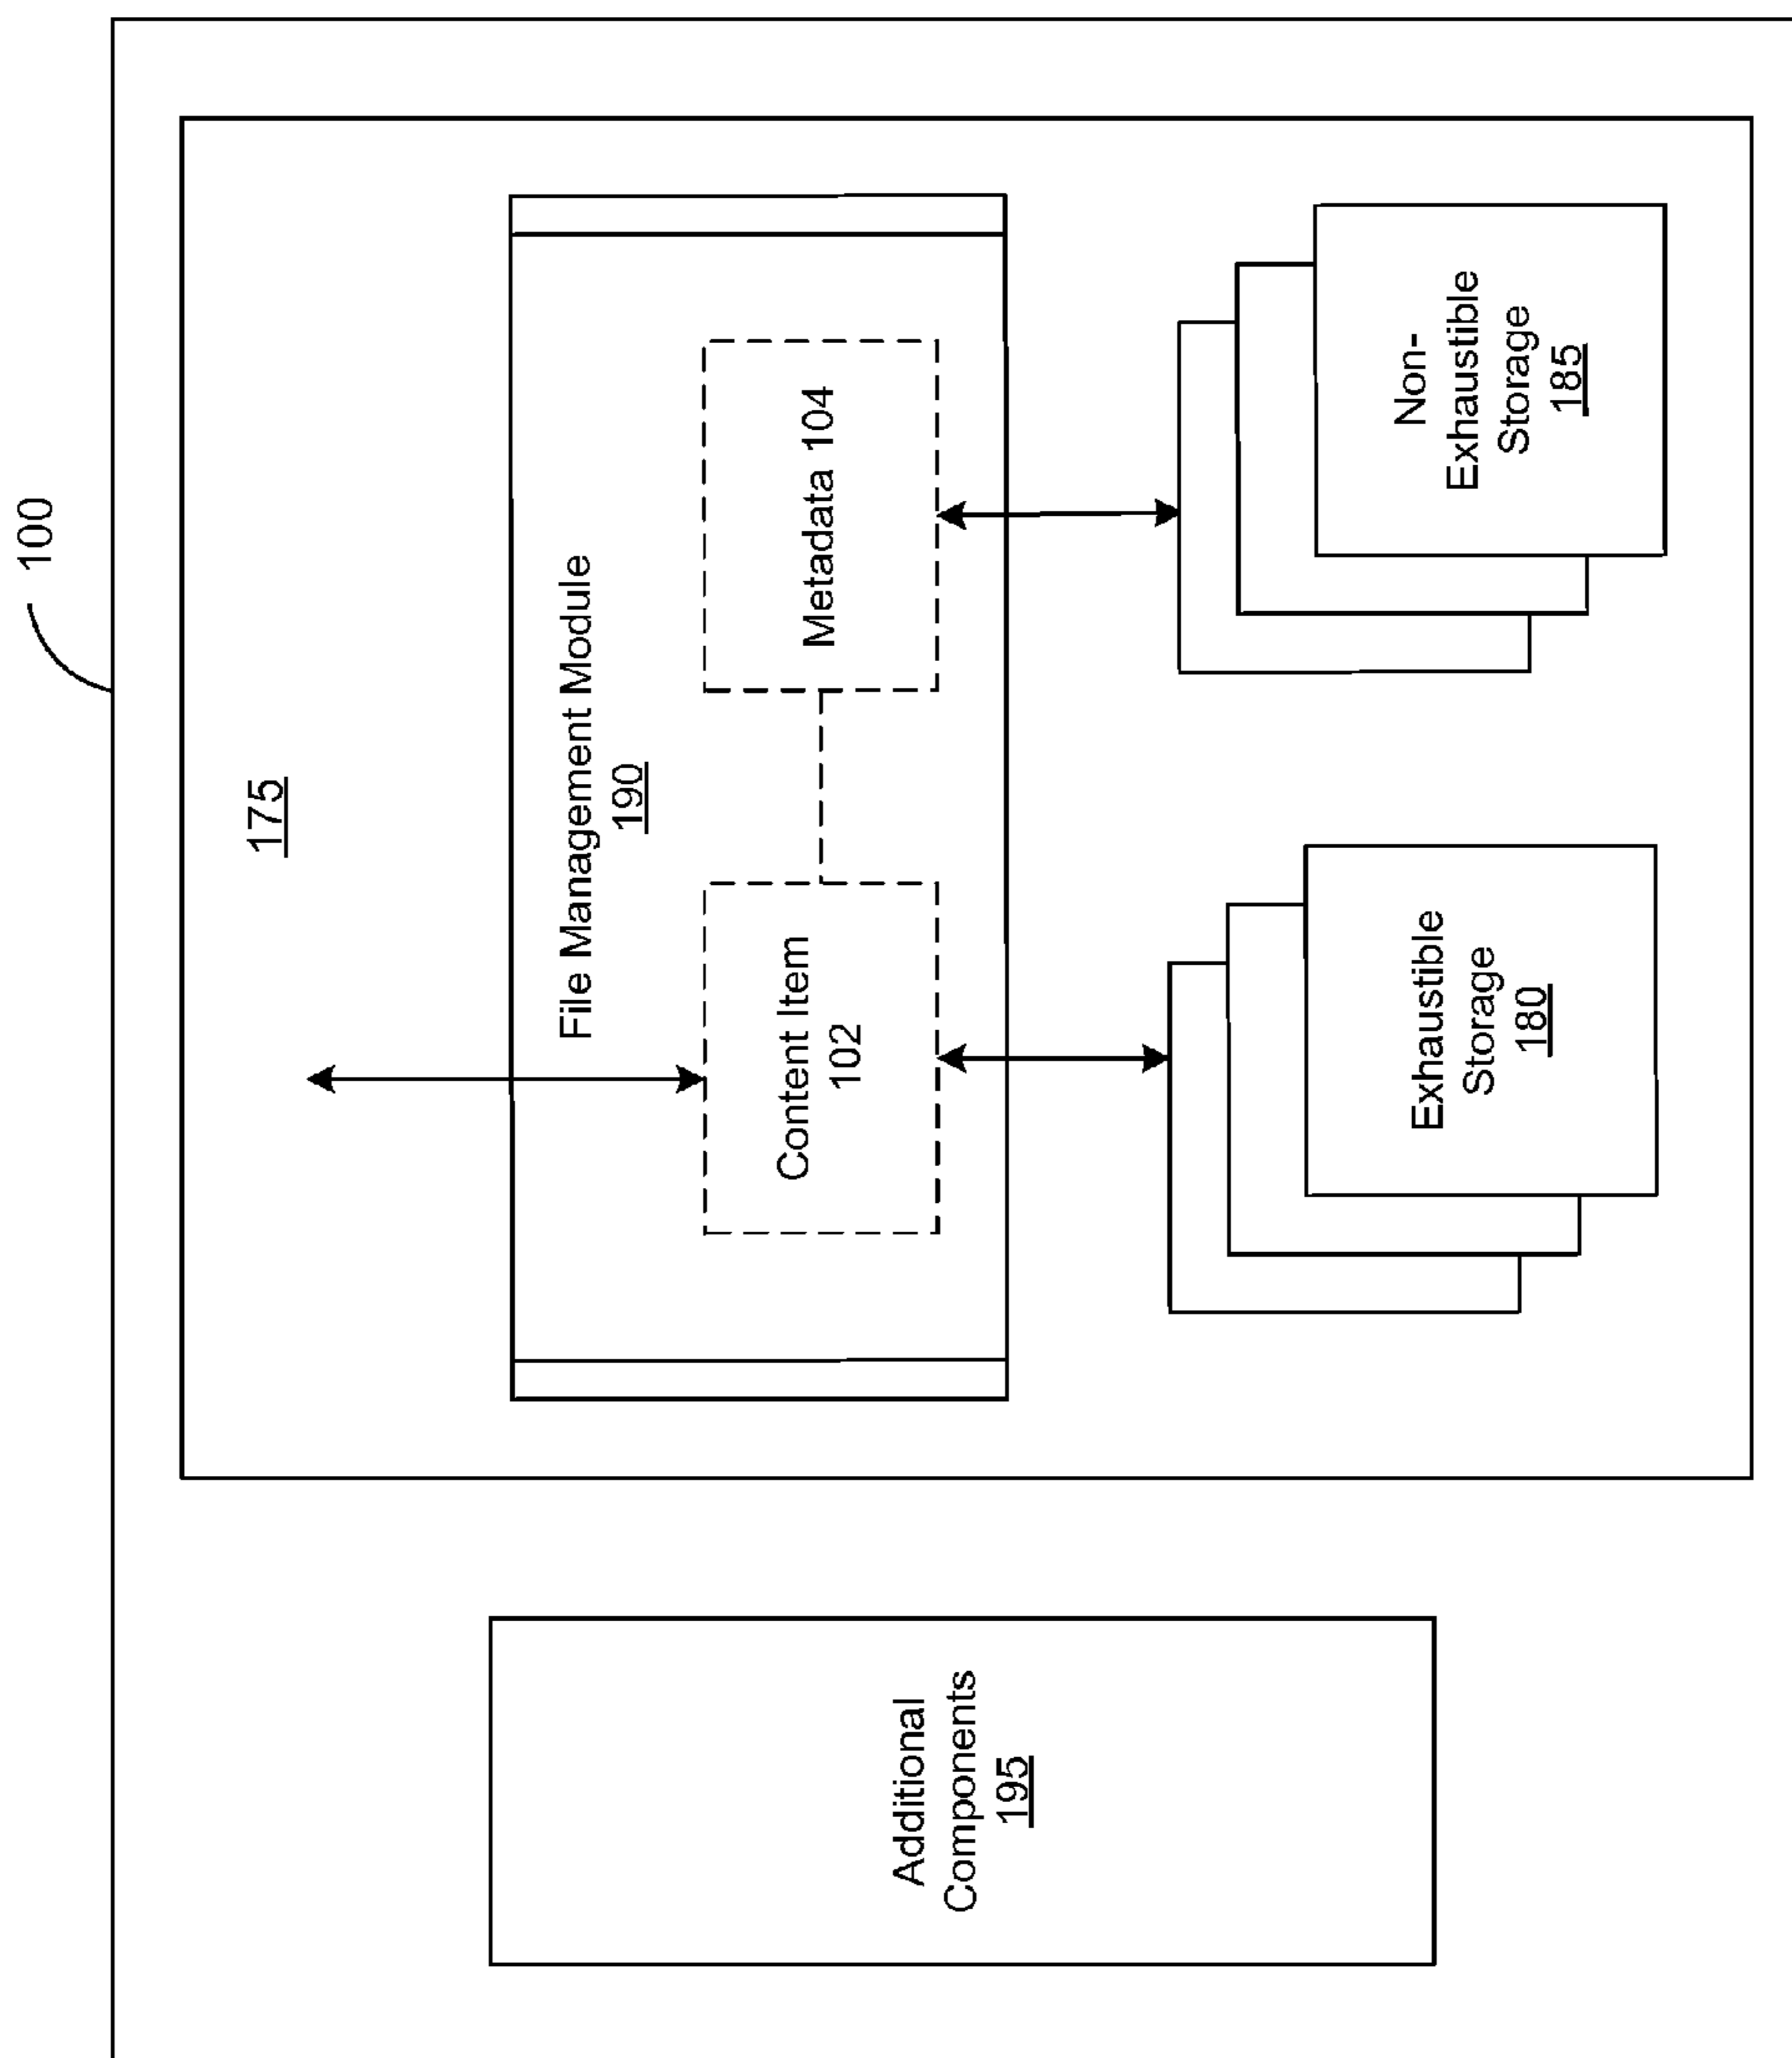 100
175
File Management Module
190
Content Item
102
Metadata 104
Exhaustible
Storage
180
Non-
Exhaustible
Storage
185
Additional
Components
195